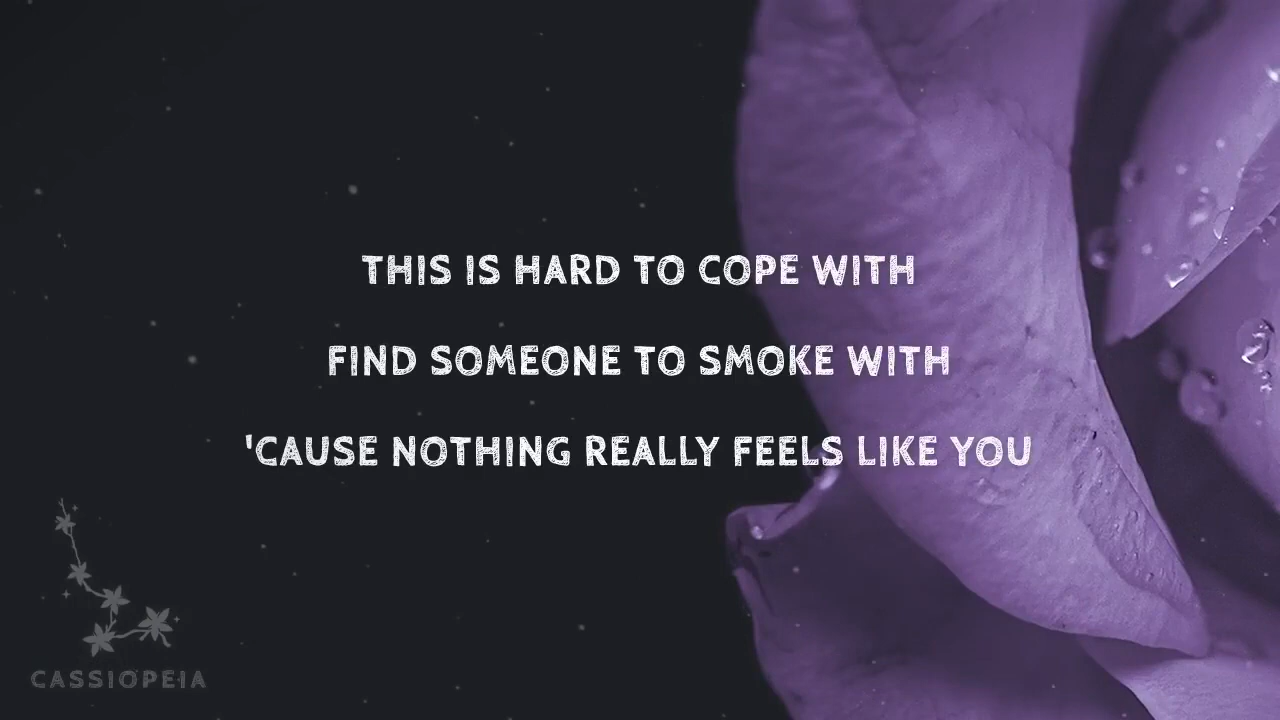 THIS IS HARD TO COPE WITH
FIND SOMEONE TO SMOKE WITH
'CAUSE NOTHING REALLY FEELS LIKE YOU
CASSIOPEIA